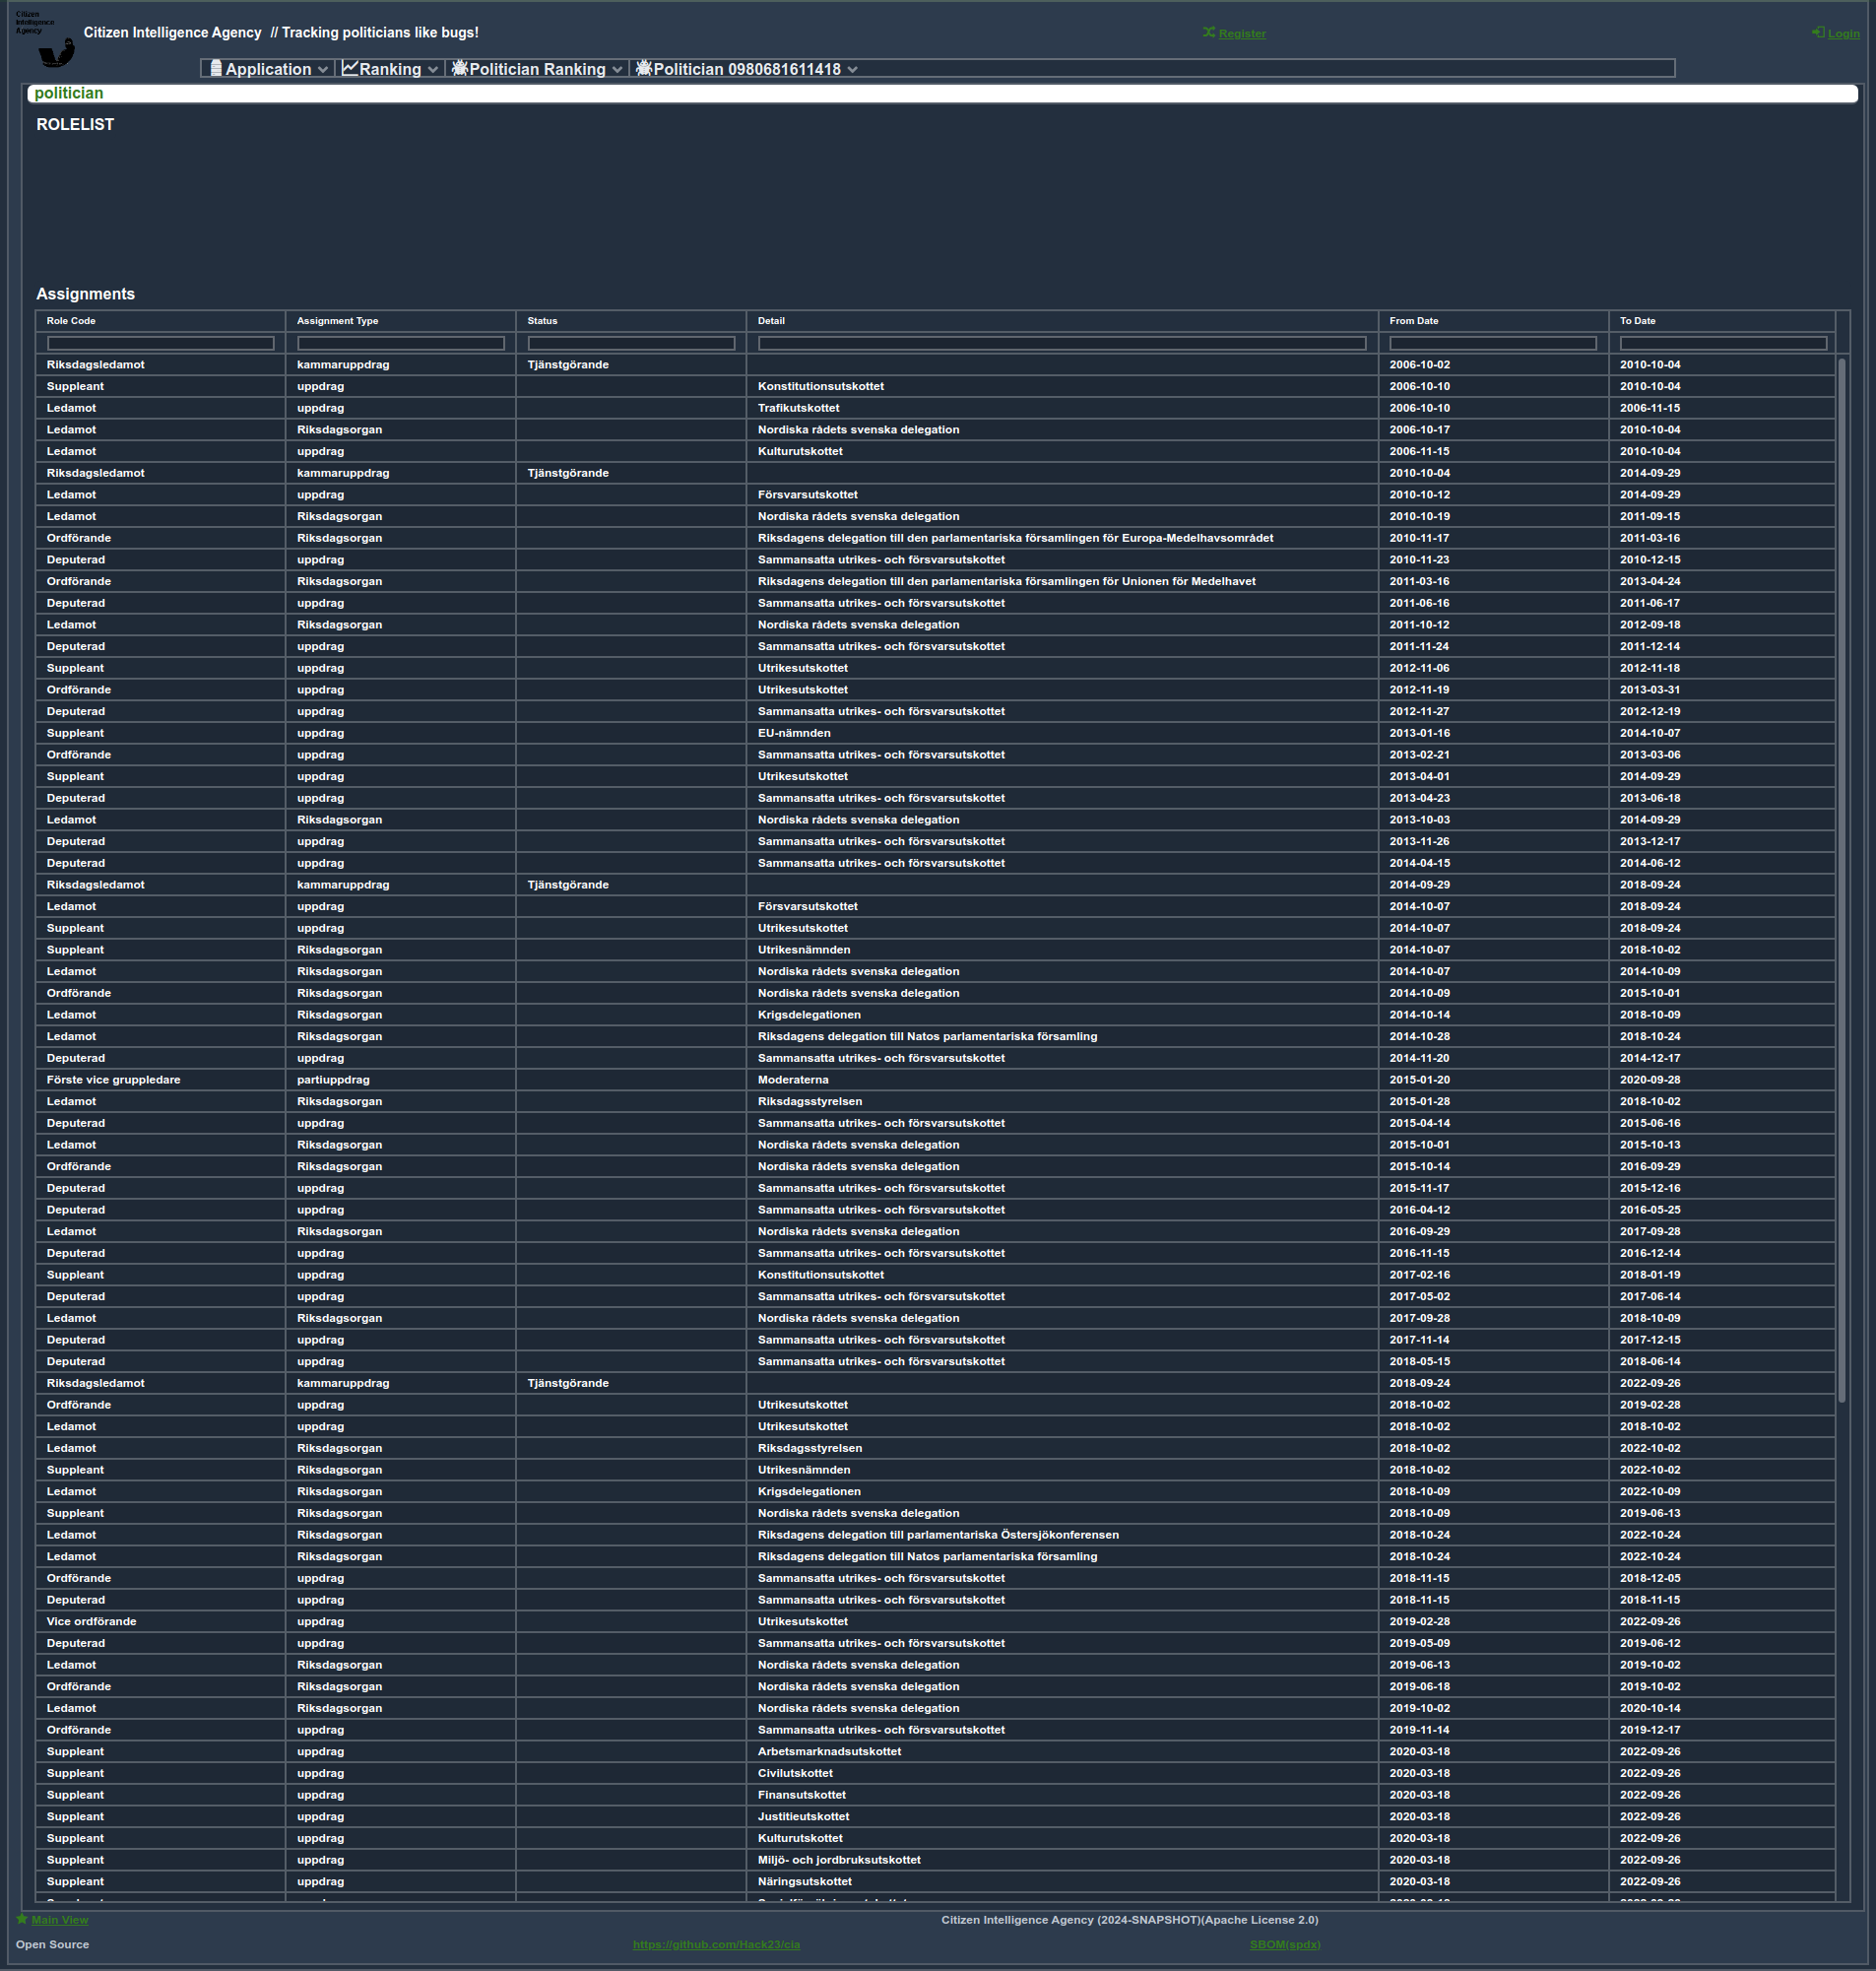 Citizen
Intelligence
Agency
Citizen Intelligence Agency // Tracking politicians like bugs!
Register
Login
Application Ranking Politician Ranking Politician 0980681611418
politician
ROLELIST
Assignments
Role Code Assignment Type Status Detail From Date To Date
Riksdagsledamot kammaruppdrag Tjänstgörande 2006-10-02 2010-10-04
Suppleant uppdrag Konstitutionsutskottet 2006-10-10 2010-10-04
Ledamot uppdrag Trafikutskottet 2006-10-10 2006-11-15
Ledamot Riksdagsorgan Nordiska rådets svenska delegation 2006-10-17 2010-10-04
Ledamot uppdrag Kulturutskottet 2006-11-15 2010-10-04
Riksdagsledamot kammaruppdrag Tjänstgörande 2010-10-04 2014-09-29
Ledamot uppdrag Försvarsutskottet 2010-10-12 2014-09-29
Ledamot Riksdagsorgan Nordiska rådets svenska delegation 2010-10-19 2011-09-15
Ordförande Riksdagsorgan Riksdagens delegation till den parlamentariska församlingen för Europa-Medelhavsområdet 2010-11-17 2011-03-16
Deputerad uppdrag Sammansatta utrikes- och försvarsutskottet 2010-11-23 2010-12-15
Ordförande Riksdagsorgan Riksdagens delegation till den parlamentariska församlingen för Unionen för Medelhavet 2011-03-16 2013-04-24
Deputerad uppdrag Sammansatta utrikes- och försvarsutskottet 2011-06-16 2011-06-17
Ledamot Riksdagsorgan Nordiska rådets svenska delegation 2011-10-12 2012-09-18
Deputerad uppdrag Sammansatta utrikes- och försvarsutskottet 2011-11-24 2011-12-14
Suppleant uppdrag Utrikesutskottet 2012-11-06 2012-11-18
Ordförande uppdrag Utrikesutskottet 2012-11-19 2013-03-31
Deputerad uppdrag Sammansatta utrikes- och försvarsutskottet 2012-11-27 2012-12-19
Suppleant uppdrag EU-nämnden 2013-01-16 2014-10-07
Ordförande uppdrag Sammansatta utrikes- och försvarsutskottet 2013-02-21 2013-03-06
Suppleant uppdrag Utrikesutskottet 2013-04-01 2014-09-29
Deputerad uppdrag Sammansatta utrikes- och försvarsutskottet 2013-04-23 2013-06-18
Ledamot Riksdagsorgan Nordiska rådets svenska delegation 2013-10-03 2014-09-29
Deputerad uppdrag Sammansatta utrikes- och försvarsutskottet 2013-11-26 2013-12-17
Deputerad uppdrag Sammansatta utrikes- och försvarsutskottet 2014-04-15 2014-06-12
Riksdagsledamot kammaruppdrag Tjänstgörande 2014-09-29 2018-09-24
Ledamot uppdrag Försvarsutskottet 2014-10-07 2018-09-24
Suppleant uppdrag Utrikesutskottet 2014-10-07 2018-09-24
Suppleant Riksdagsorgan Utrikesnämnden 2014-10-07 2018-10-02
Ledamot Riksdagsorgan Nordiska rådets svenska delegation 2014-10-07 2014-10-09
Ordförande Riksdagsorgan Nordiska rådets svenska delegation 2014-10-09 2015-10-01
Ledamot Riksdagsorgan Krigsdelegationen 2014-10-14 2018-10-09
Ledamot Riksdagsorgan Riksdagens delegation till Natos parlamentariska församling 2014-10-28 2018-10-24
Deputerad uppdrag Sammansatta utrikes- och försvarsutskottet 2014-11-20 2014-12-17
Förste vice gruppledare partiuppdrag Moderaterna 2015-01-20 2020-09-28
Ledamot Riksdagsorgan Riksdagsstyrelsen 2015-01-28 2018-10-02
Deputerad uppdrag Sammansatta utrikes- och försvarsutskottet 2015-04-14 2015-06-16
Ledamot Riksdagsorgan Nordiska rådets svenska delegation 2015-10-01 2015-10-13
Ordförande Riksdagsorgan Nordiska rådets svenska delegation 2015-10-14 2016-09-29
Deputerad uppdrag Sammansatta utrikes- och försvarsutskottet 2015-11-17 2015-12-16
Deputerad uppdrag Sammansatta utrikes- och försvarsutskottet 2016-04-12 2016-05-25
Ledamot Riksdagsorgan Nordiska rådets svenska delegation 2016-09-29 2017-09-28
Deputerad uppdrag Sammansatta utrikes- och försvarsutskottet 2016-11-15 2016-12-14
Suppleant uppdrag Konstitutionsutskottet 2017-02-16 2018-01-19
Deputerad uppdrag Sammansatta utrikes- och försvarsutskottet 2017-05-02 2017-06-14
Ledamot Riksdagsorgan Nordiska rådets svenska delegation 2017-09-28 2018-10-09
Deputerad uppdrag Sammansatta utrikes- och försvarsutskottet 2017-11-14 2017-12-15
Deputerad uppdrag Sammansatta utrikes- och försvarsutskottet 2018-05-15 2018-06-14
Riksdagsledamot kammaruppdrag Tjänstgörande 2018-09-24 2022-09-26
Ordförande uppdrag Utrikesutskottet 2018-10-02 2019-02-28
Ledamot uppdrag Utrikesutskottet 2018-10-02 2018-10-02
Ledamot Riksdagsorgan Riksdagsstyrelsen 2018-10-02 2022-10-02
Suppleant Riksdagsorgan Utrikesnämnden 2018-10-02 2022-10-02
Ledamot Riksdagsorgan Krigsdelegationen 2018-10-09 2022-10-09
Suppleant Riksdagsorgan Nordiska rådets svenska delegation 2018-10-09 2019-06-13
Ledamot Riksdagsorgan Riksdagens delegation till parlamentariska Östersjökonferensen 2018-10-24 2022-10-24
Ledamot Riksdagsorgan Riksdagens delegation till Natos parlamentariska församling 2018-10-24 2022-10-24
Ordförande uppdrag Sammansatta utrikes- och försvarsutskottet 2018-11-15 2018-12-05
Deputerad uppdrag Sammansatta utrikes- och försvarsutskottet 2018-11-15 2018-11-15
Vice ordförande uppdrag Utrikesutskottet 2019-02-28 2022-09-26
Deputerad uppdrag Sammansatta utrikes- och försvarsutskottet 2019-05-09 2019-06-12
Ledamot Riksdagsorgan Nordiska rådets svenska delegation 2019-06-13 2019-10-02
Ordförande Riksdagsorgan Nordiska rådets svenska delegation 2019-06-18 2019-10-02
Ledamot Riksdagsorgan Nordiska rådets svenska delegation 2019-10-02 2020-10-14
Ordförande uppdrag Sammansatta utrikes- och försvarsutskottet 2019-11-14 2019-12-17
Suppleant uppdrag Arbetsmarknadsutskottet 2020-03-18 2022-09-26
Suppleant uppdrag Civilutskottet 2020-03-18 2022-09-26
Suppleant uppdrag Finansutskottet 2020-03-18 2022-09-26
Suppleant uppdrag Justitieutskottet 2020-03-18 2022-09-26
Suppleant uppdrag Kulturutskottet 2020-03-18 2022-09-26
Suppleant uppdrag Miljö- och jordbruksutskottet 2020-03-18 2022-09-26
Suppleant uppdrag Näringsutskottet 2020-03-18 2022-09-26
Main View
Citizen Intelligence Agency (2024-SNAPSHOT)(Apache License 2.0)
Open Source
https://github.com/Hack23/cia
SBOM(spdx)